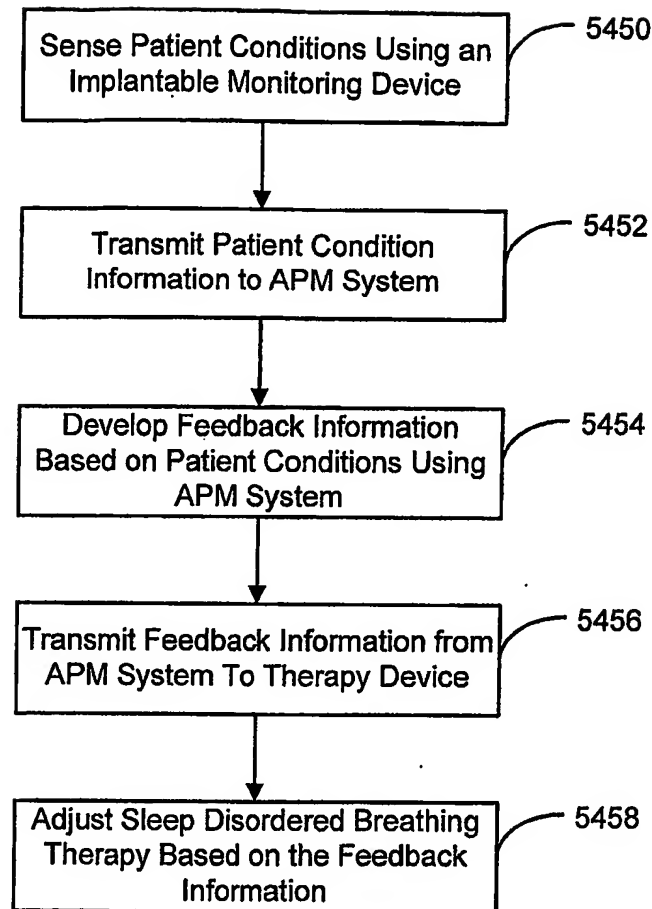 Sense Patient Conditions Using an
Implantable Monitoring Device
5450
Transmit Patient Condition
Information to APM System
5452
Develop Feedback Information
Based on Patient Conditions Using
APM System
5454
Transmit Feedback Information from
APM System To Therapy Device
5456
Adjust Sleep Disordered Breathing
Therapy Based on the Feedback
Information
5458